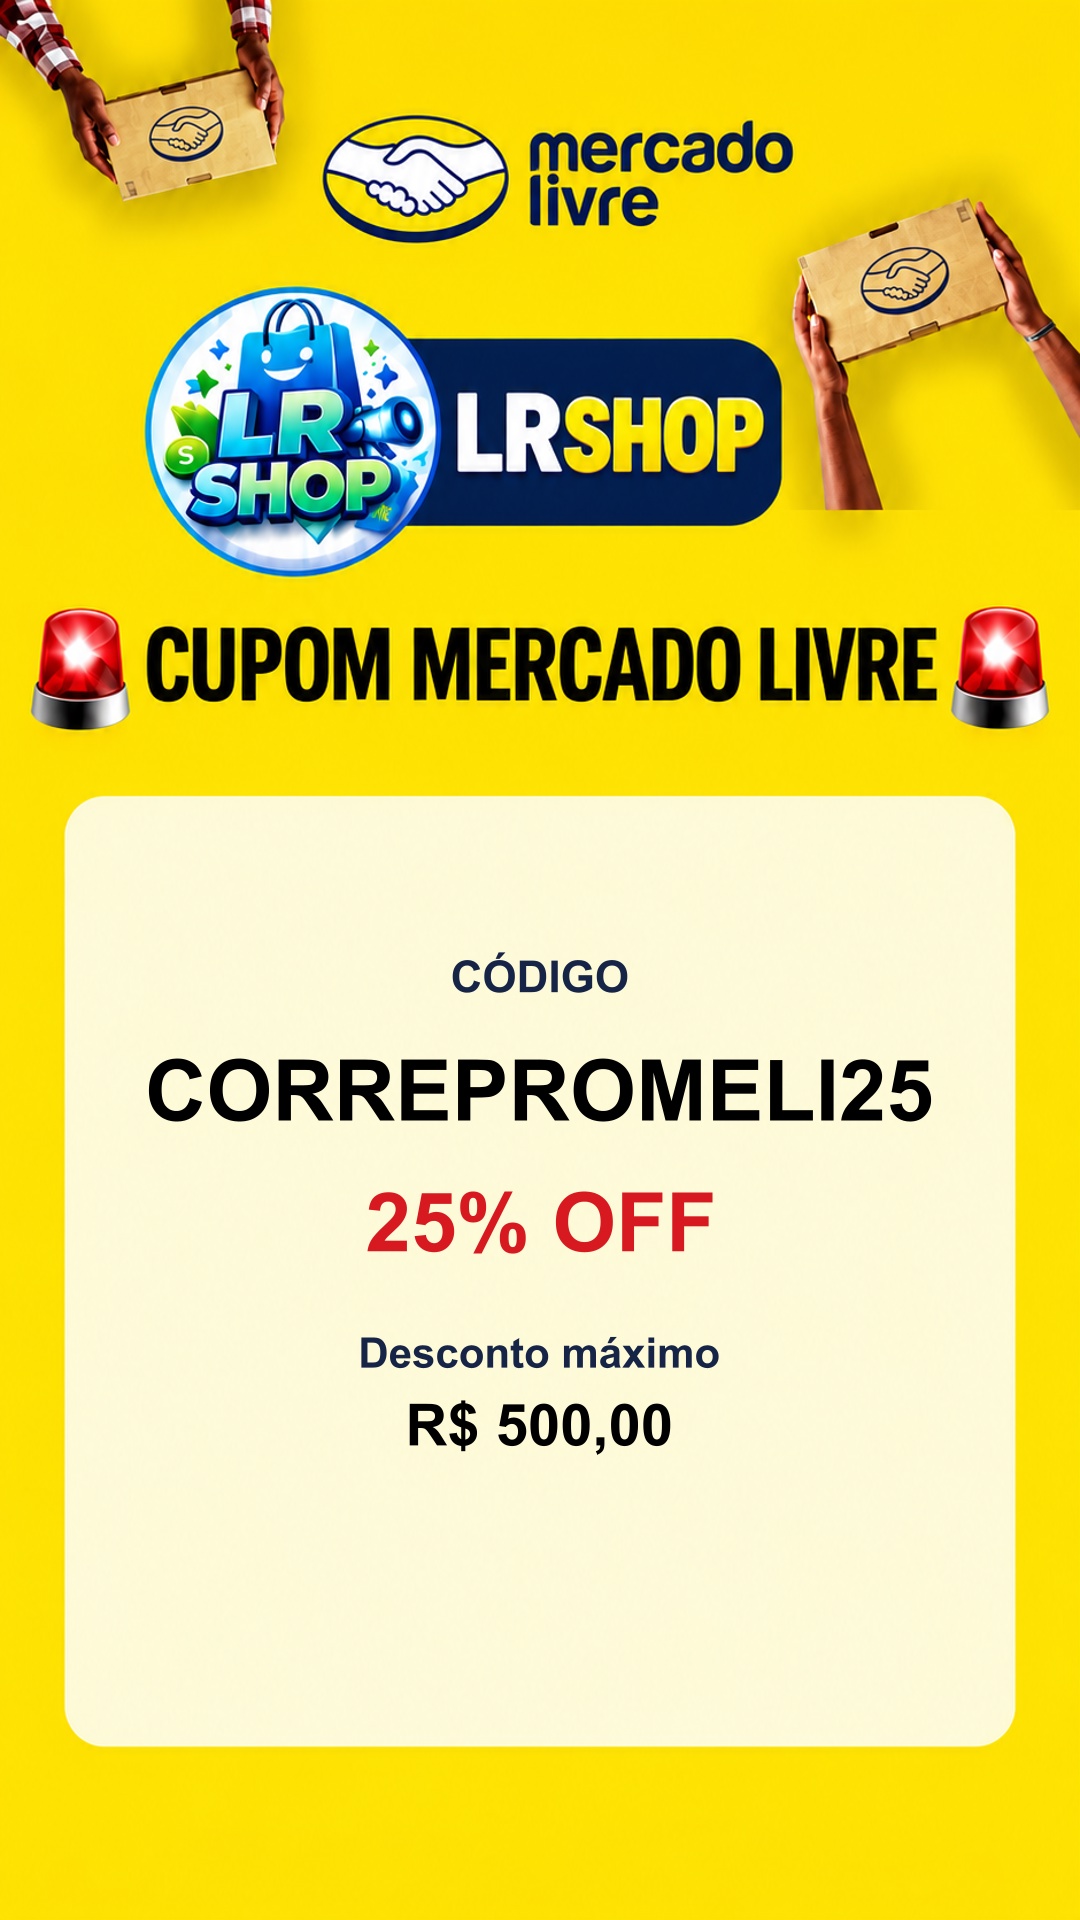 mercado
livre
LR
SHOP
S
LRSHOP
CUPOM MERCADO LIVRE
CÓDIGO
CORREPROMELI25
25% OFF
Desconto máximo
R$ 500,00